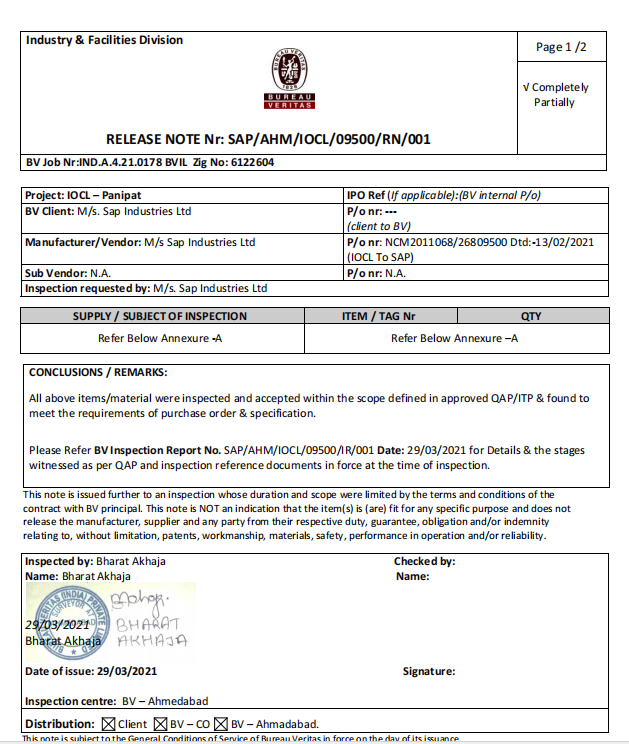 Industry & Facilities Division
Page 1 /2
BUREAU VERITAS
1828
BUREAU
VERITAS
√ Completely
Partially
RELEASE NOTE Nr: SAP/AHM/IOCL/09500/RN/001
BV Job Nr:IND.A.4.21.0178 BVIL Zig No: 6122604
Project: IOCL – Panipat
IPO Ref (If applicable):(BV internal P/o)
BV Client: M/s. Sap Industries Ltd
P/o nr: ---
(client to BV)
Manufacturer/Vendor: M/s Sap Industries Ltd
P/o nr: NCM2011068/26809500 Dtd:-13/02/2021
(IOCL To SAP)
Sub Vendor: N.A.
P/o nr: N.A.
Inspection requested by: M/s. Sap Industries Ltd
SUPPLY / SUBJECT OF INSPECTION
ITEM / TAG Nr
QTY
Refer Below Annexure -A
Refer Below Annexure –A
CONCLUSIONS / REMARKS:
All above items/material were inspected and accepted within the scope defined in approved QAP/ITP & found to
meet the requirements of purchase order & specification.
Please Refer BV Inspection Report No. SAP/AHM/IOCL/09500/IR/001 Date: 29/03/2021 for Details & the stages
witnessed as per QAP and inspection reference documents in force at the time of inspection.
This note is issued further to an inspection whose duration and scope were limited by the terms and conditions of the
contract with BV principal. This note is NOT an indication that the item(s) is (are) fit for any specific purpose and does not
release the manufacturer, supplier and any party from their respective duty, guarantee, obligation and/or indemnity
relating to, without limitation, patents, workmanship, materials, safety, performance in operation and/or reliability.
Inspected by: Bharat Akhaja
Checked by:
Name: Bharat Akhaja
Name:
VERITAS (INDIA) PRIVATE LIMITED
SURVEYOR AT
29/03/2021
BHARAT
Bharat Akhaja
AKHAJA
Date of issue: 29/03/2021
Signature:
Inspection centre: BV – Ahmedabad
Distribution: ☒ Client ☒ BV – CO ☒ BV – Ahmadabad.
This note is subject to the General Conditions of Service of Bureau Veritas in force on the day of its issuance